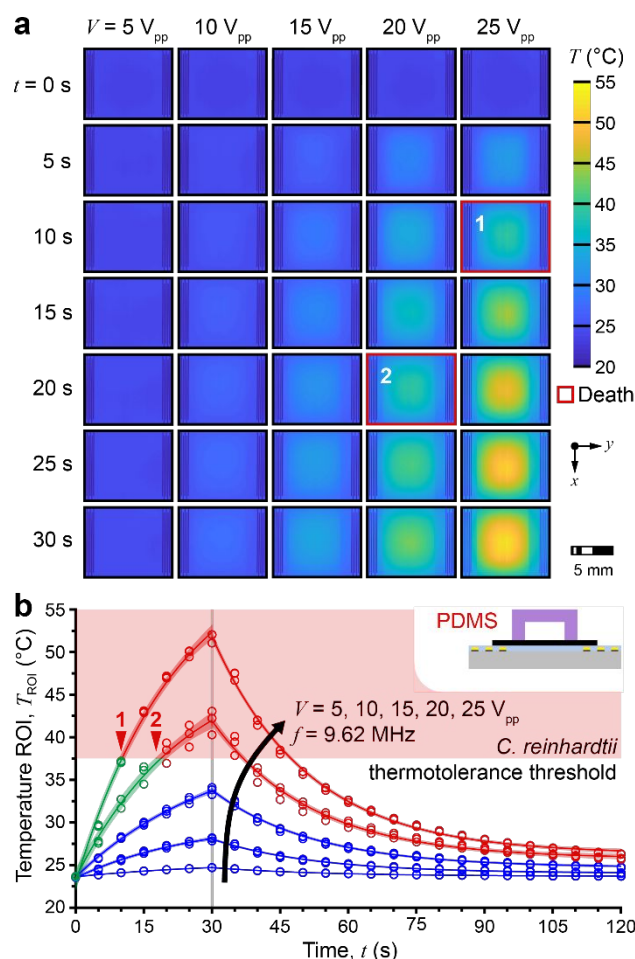 a
V = 5 Vpp 10 Vpp 15 Vpp 20 Vpp 25 Vpp
T (°C)
t = 0 s
5 s
10 s
15 s
20 s
25 s
30 s
1
2
55
50
45
40
35
30
25
20
Death
y
x
5 mm
b
PDMS
V = 5, 10, 15, 20, 25 Vpp
f = 9.62 MHz
C. reinhardtii
thermotolerance threshold
1 2
Temperature ROI, TROI (°C)
55
50
45
40
35
30
25
20
0 15 30 45 60 75 90 105 120
Time, t (s)